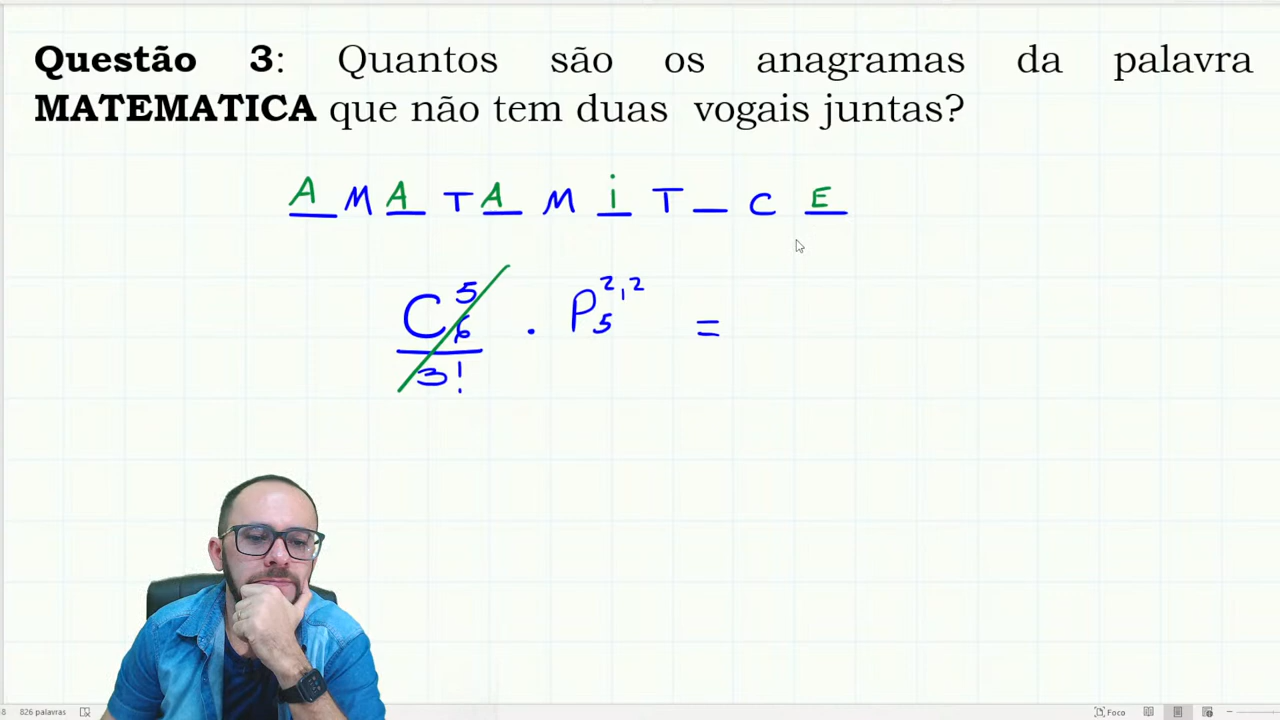 Questão 3: Quantos são os anagramas da palavra
MATEMATICA que não tem duas vogais juntas?
A M A T A M i T _ C E
C 5 6 / 3! . P 5 2,2 =
8 826 palavras Foco